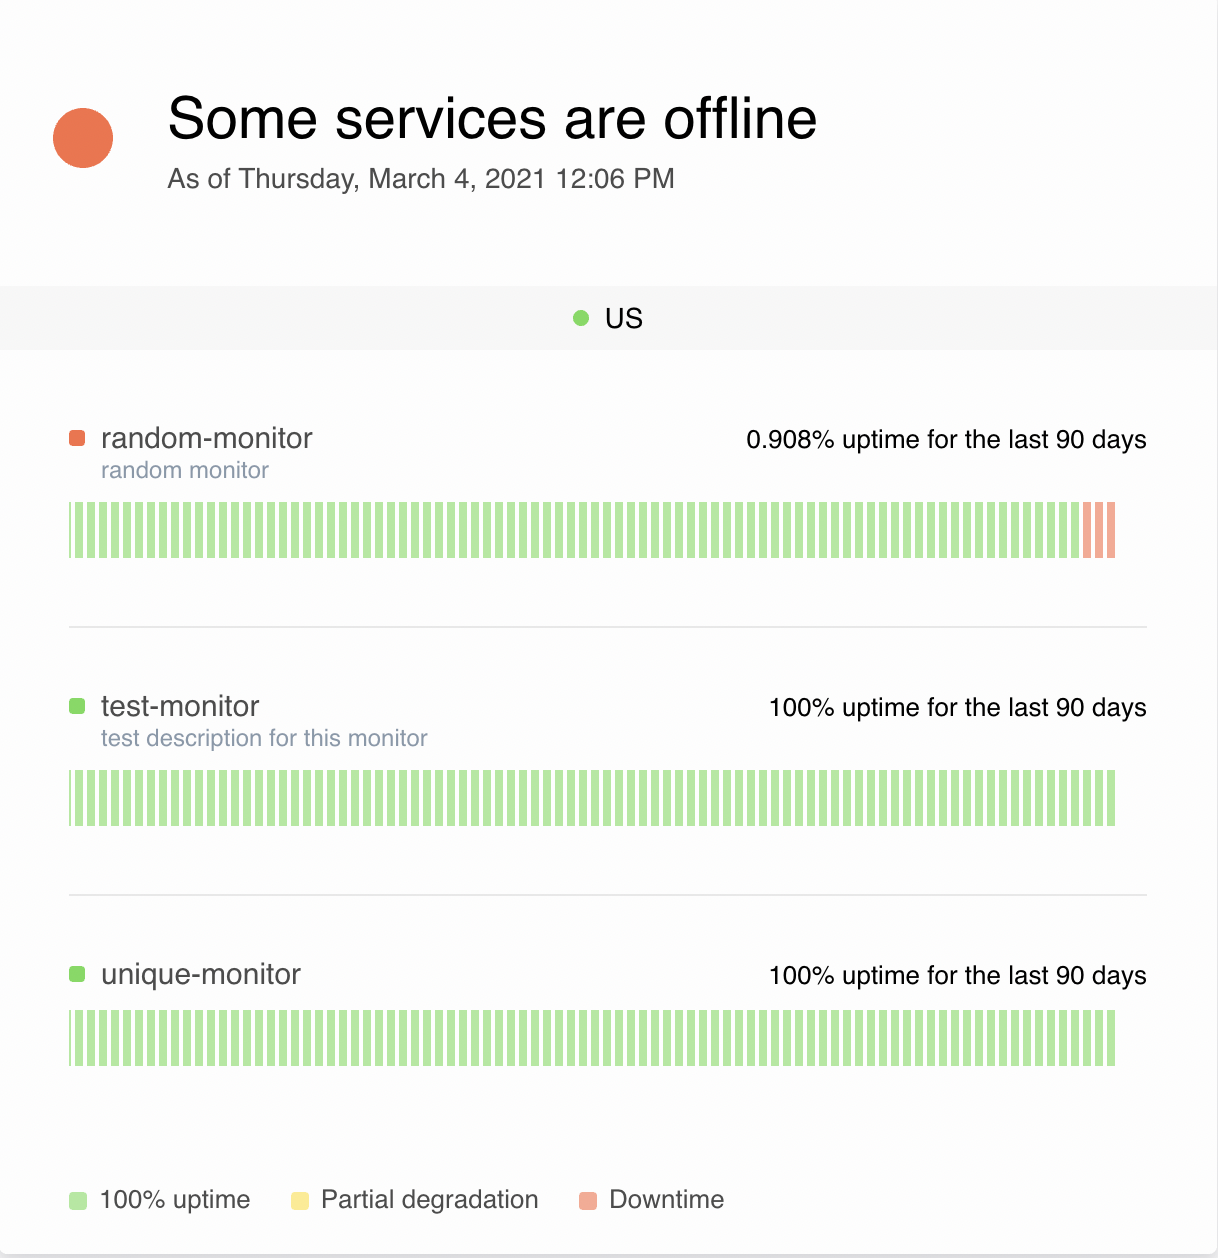 Some services are offline
As of Thursday, March 4, 2021 12:06 PM
US
random-monitor
0.908% uptime for the last 90 days
random monitor
test-monitor
100% uptime for the last 90 days
test description for this monitor
unique-monitor
100% uptime for the last 90 days
100% uptime
Partial degradation
Downtime